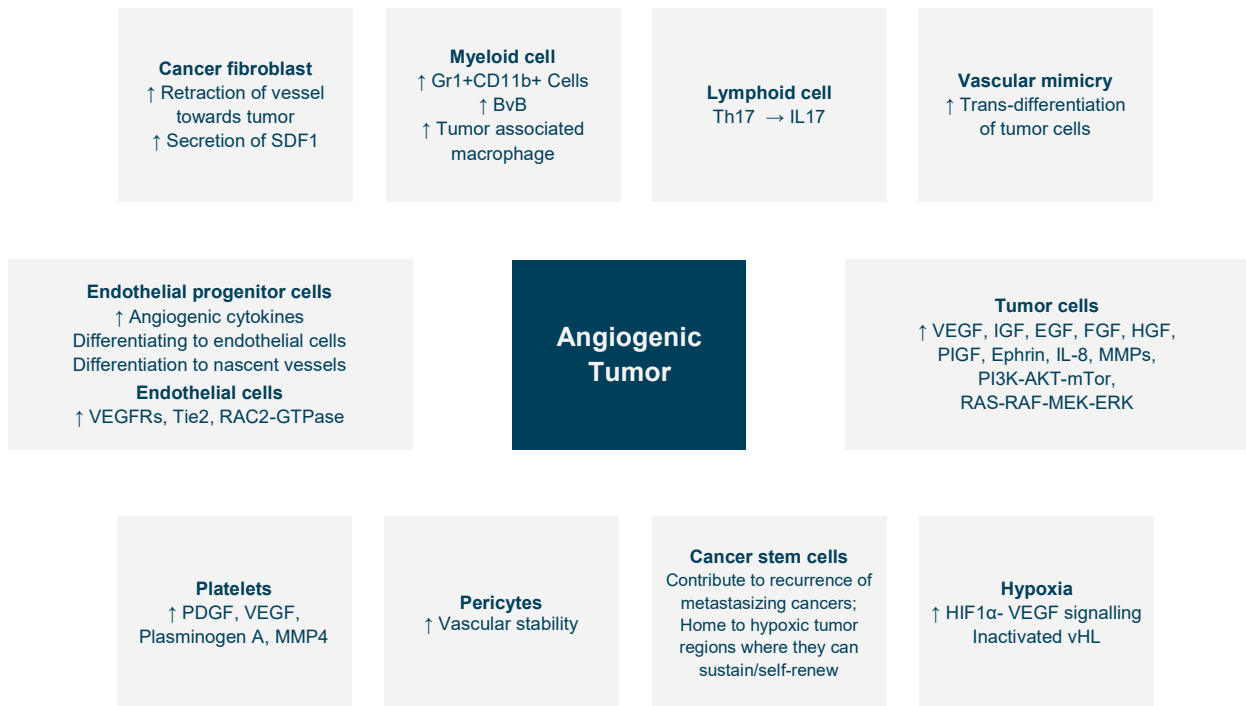 Cancer fibroblast
↑ Retraction of vessel
towards tumor
↑ Secretion of SDF1
Myeloid cell
↑ Gr1+CD11b+ Cells
↑ BvB
↑ Tumor associated
macrophage
Lymphoid cell
Th17 → IL17
Vascular mimicry
↑ Trans-differentiation
of tumor cells
Endothelial progenitor cells
↑ Angiogenic cytokines
Differentiating to endothelial cells
Differentiation to nascent vessels
Endothelial cells
↑ VEGFRs, Tie2, RAC2-GTPase
Angiogenic
Tumor
Tumor cells
↑ VEGF, IGF, EGF, FGF, HGF,
PIGF, Ephrin, IL-8, MMPs,
PI3K-AKT-mTor,
RAS-RAF-MEK-ERK
Platelets
↑ PDGF, VEGF,
Plasminogen A, MMP4
Pericytes
↑ Vascular stability
Cancer stem cells
Contribute to recurrence of
metastasizing cancers;
Home to hypoxic tumor
regions where they can
sustain/self-renew
Hypoxia
↑ HIF1α- VEGF signalling
Inactivated vHL